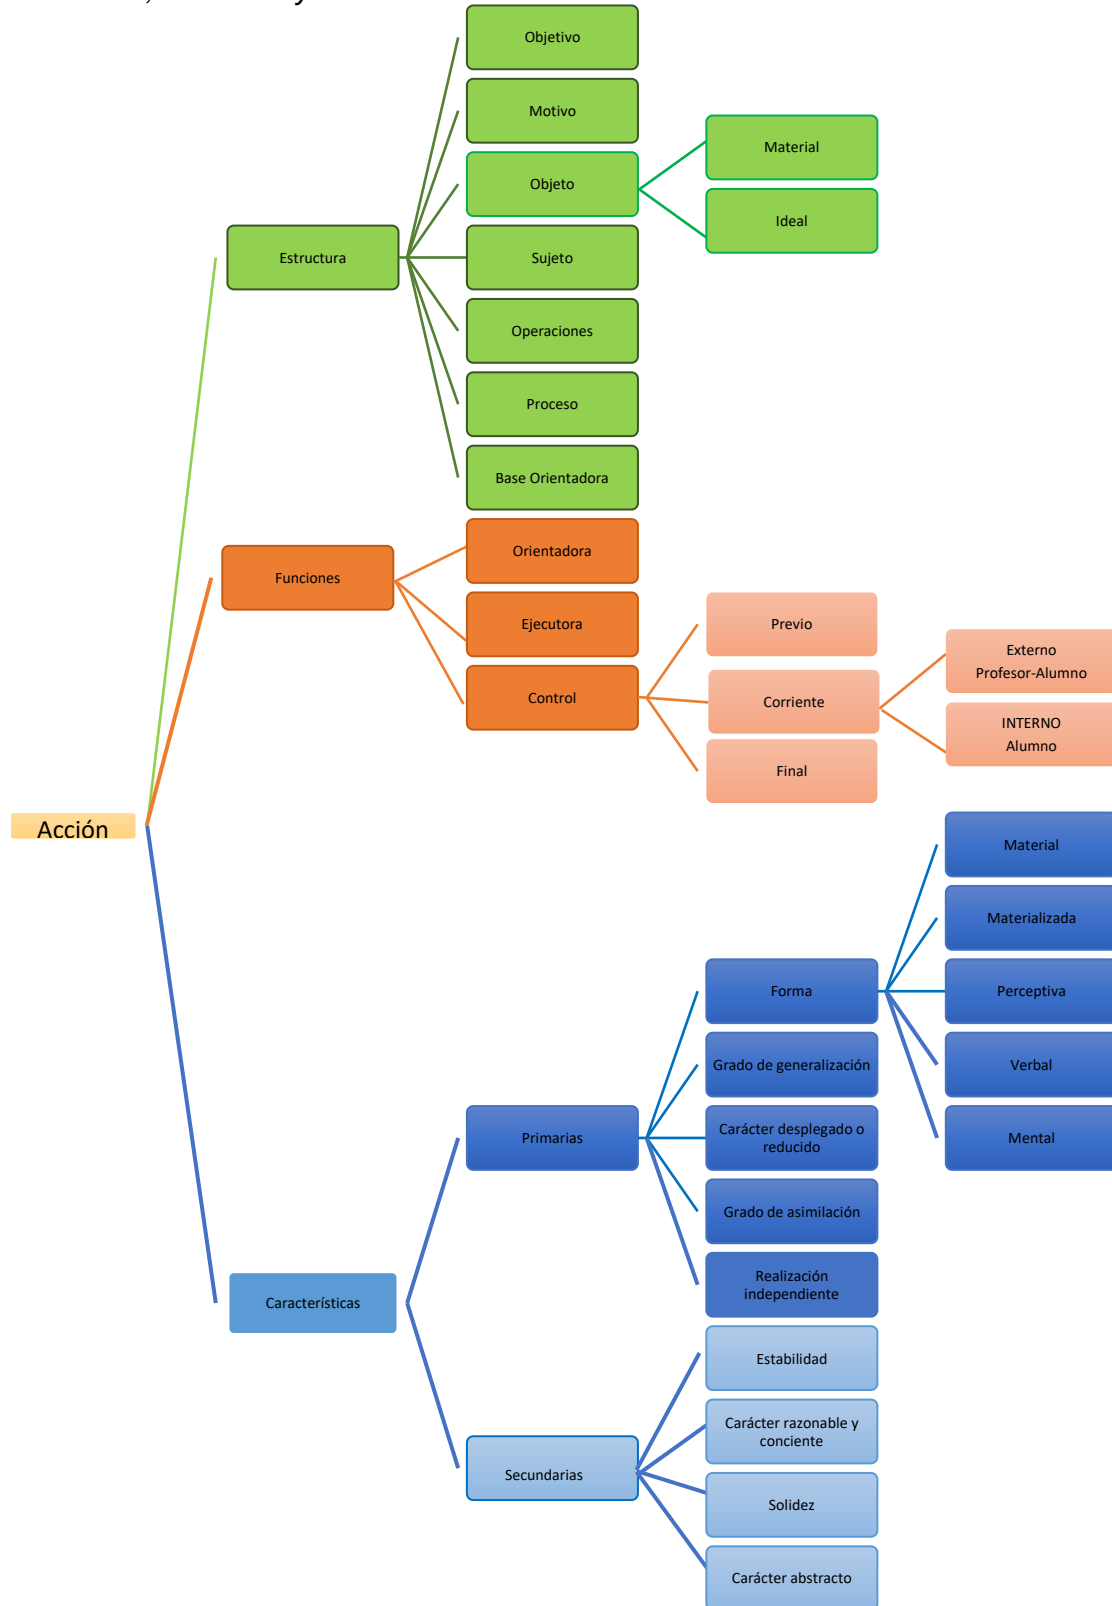 Objetivo
Motivo
Objeto
Material
Ideal
Estructura
Sujeto
Operaciones
Proceso
Base Orientadora
Funciones
Orientadora
Ejecutora
Control
Previo
Corriente
Final
Externo
Profesor-Alumno
INTERNO
Alumno
Acción
Características
Primarias
Forma
Material
Materializada
Perceptiva
Verbal
Mental
Grado de generalización
Carácter desplegado o
reducido
Grado de asimilación
Realización
independiente
Secundarias
Estabilidad
Carácter razonable y
conciente
Solidez
Carácter abstracto